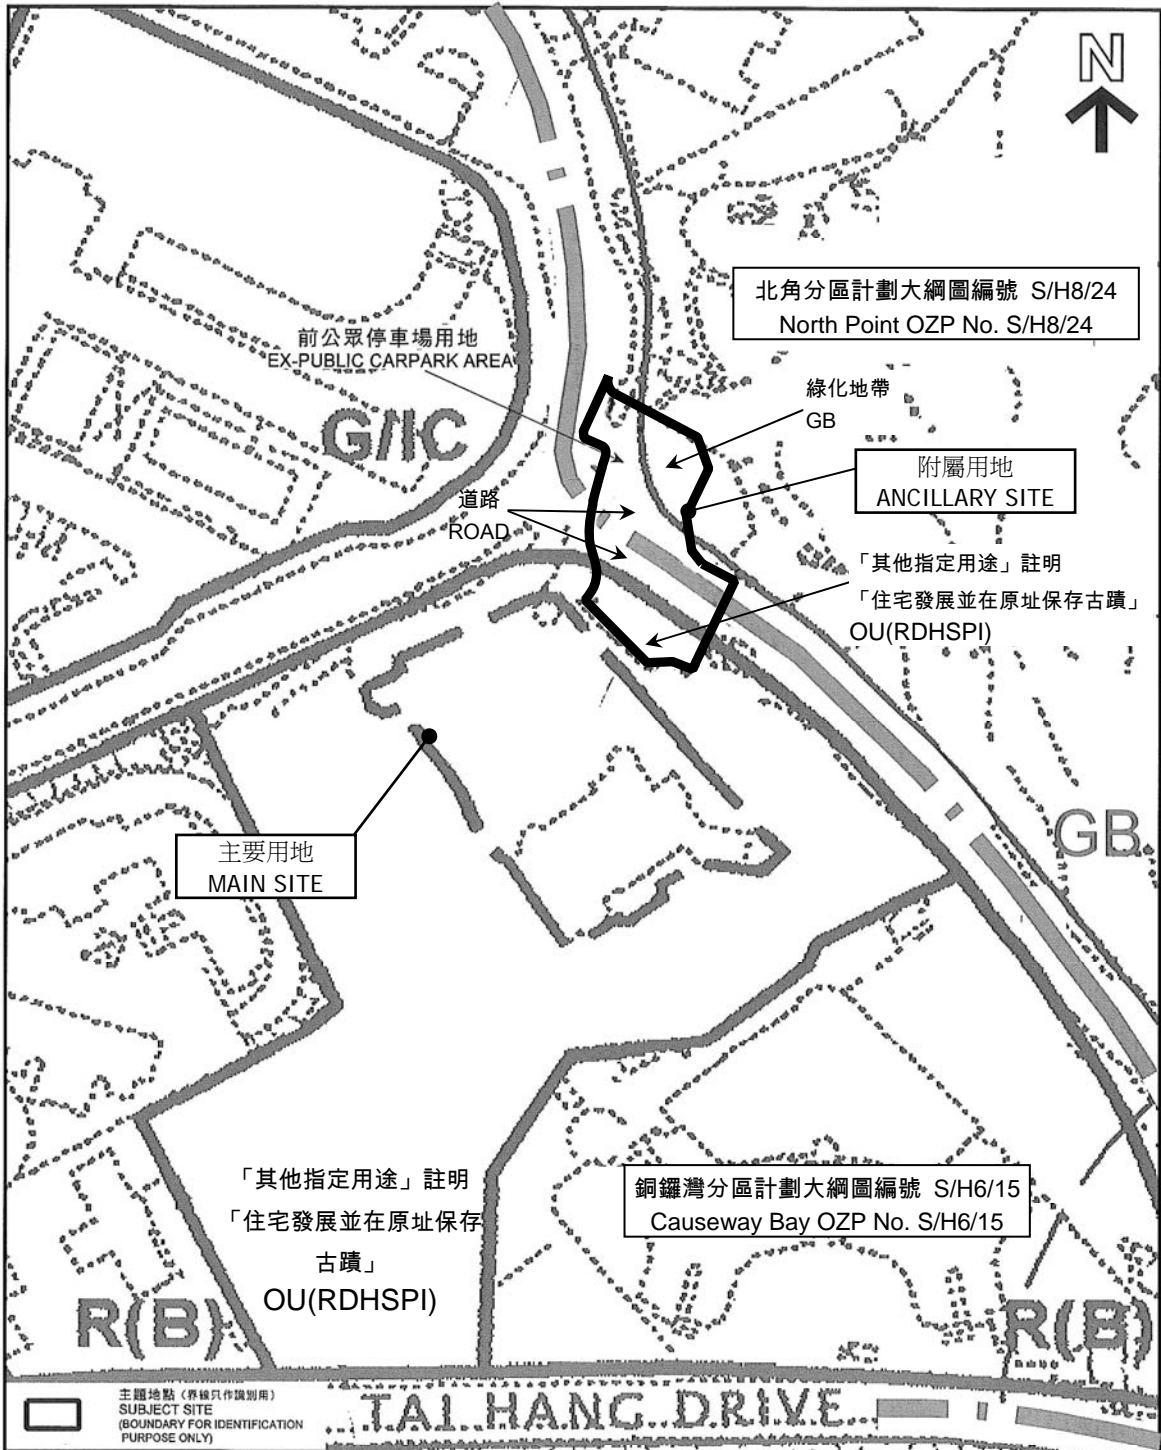 N
北角分區計劃大綱圖編號 S/H8/24
North Point OZP No. S/H8/24
前公眾停車場用地
EX-PUBLIC CARPARK AREA
綠化地帶
GB
G/IC
附屬用地
ANCILLARY SITE
道路
ROAD
「其他指定用途」註明
「住宅發展並在原址保存古蹟」
OU(RDHSPI)
主要用地
MAIN SITE
GB
「其他指定用途」註明
「住宅發展並在原址保存
古蹟」
OU(RDHSPI)
銅鑼灣分區計劃大綱圖編號 S/H6/15
Causeway Bay OZP No. S/H6/15
R(B)
R(B)
主題地點 (界線只作識別用)
SUBJECT SITE
(BOUNDARY FOR IDENTIFICATION
PURPOSE ONLY)
TAI HANG DRIVE